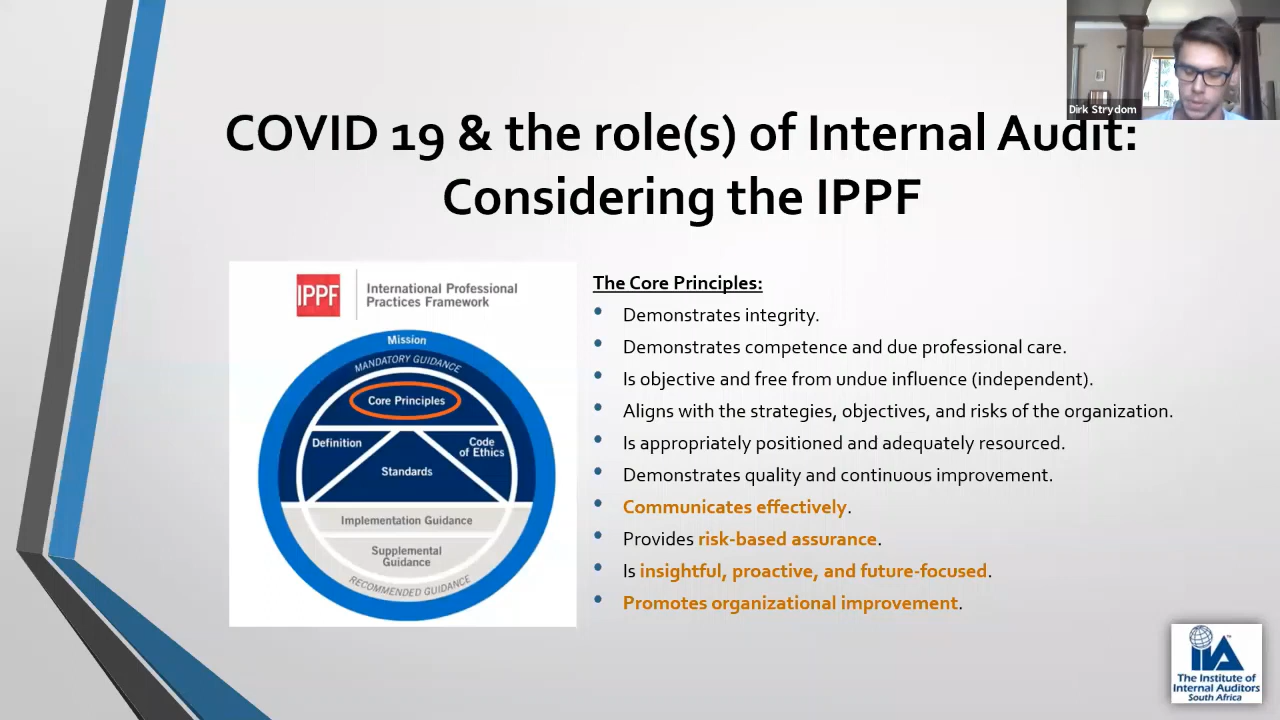 Dirk Strydom
COVID 19 & the role(s) of Internal Audit:
Considering the IPPF
IPPF
International Professional
Practices Framework
Mission
MANDATORY GUIDANCE
Core Principles
Definition
Code
of Ethics
Standards
Implementation Guidance
Supplemental
Guidance
RECOMMENDED GUIDANCE
The Core Principles:
• Demonstrates integrity.
• Demonstrates competence and due professional care.
• Is objective and free from undue influence (independent).
• Aligns with the strategies, objectives, and risks of the organization.
• Is appropriately positioned and adequately resourced.
• Demonstrates quality and continuous improvement.
• Communicates effectively.
• Provides risk-based assurance.
• Is insightful, proactive, and future-focused.
• Promotes organizational improvement.
IIA
The Institute of
Internal Auditors
South Africa